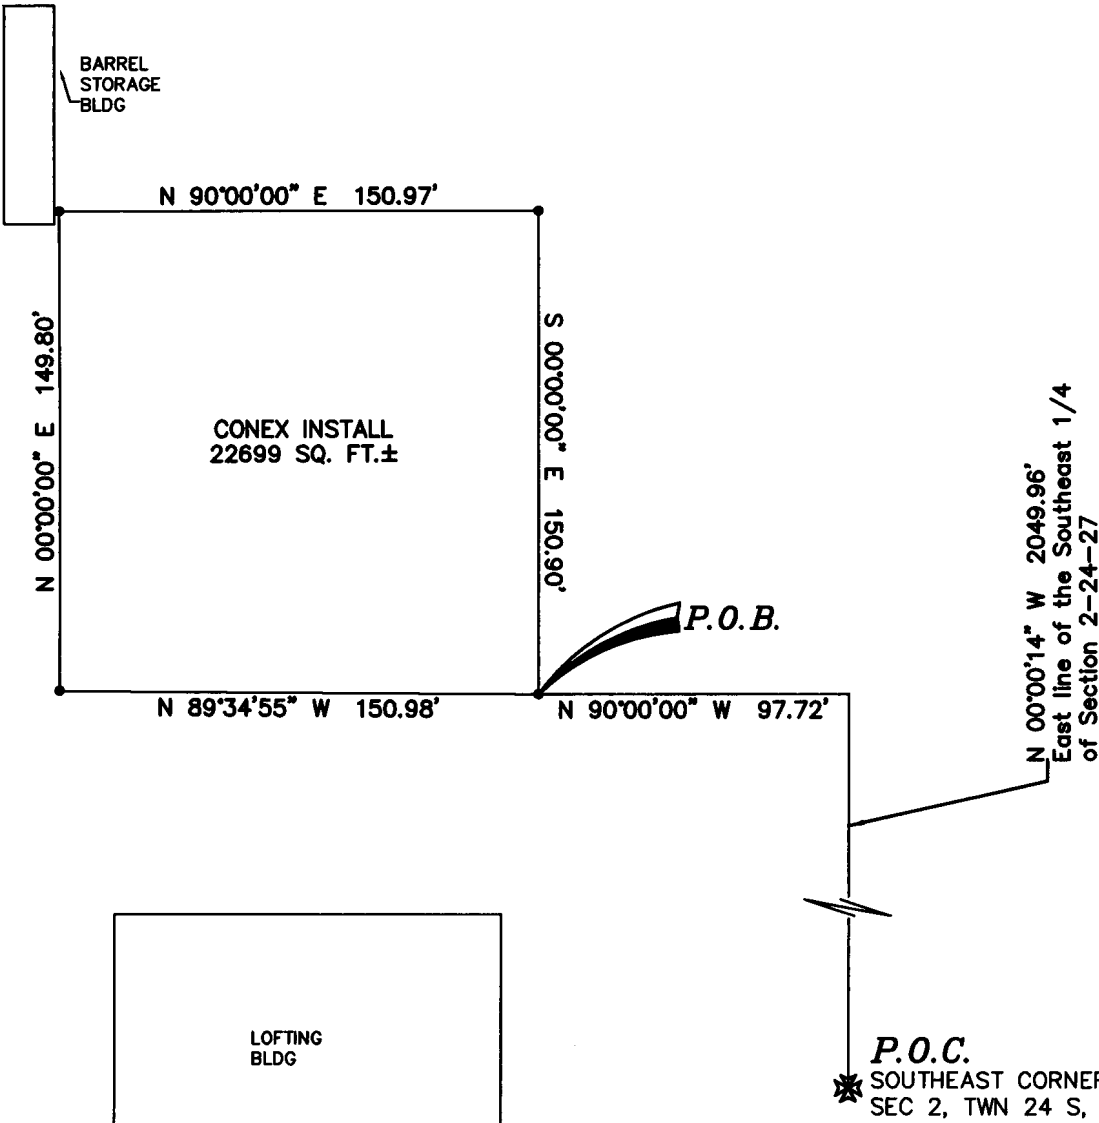 BARREL
STORAGE
BLDG
N 90°00'00" E 150.97'
N 00°00'00" E 149.80'
S 00°00'00" E 150.90'
CONEX INSTALL
22699 SQ. FT.±
P.O.B.
N 89°34'55" W 150.98'
N 90°00'00" W 97.72'
N 00°00'14" W 2049.96'
East line of the Southeast 1/4
of Section 2-24-27
LOFTING
BLDG
P.O.C.
SOUTHEAST CORNER
SEC 2, TWN 24 S,